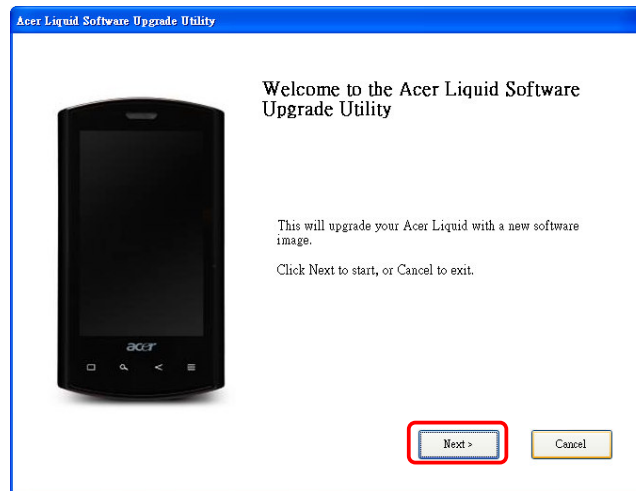 Acer Liquid Software Upgrade Utility
Welcome to the Acer Liquid Software
Upgrade Utility
This will upgrade your Acer Liquid with a new software
image.
Click Next to start, or Cancel to exit.
acer
Next >
Cancel